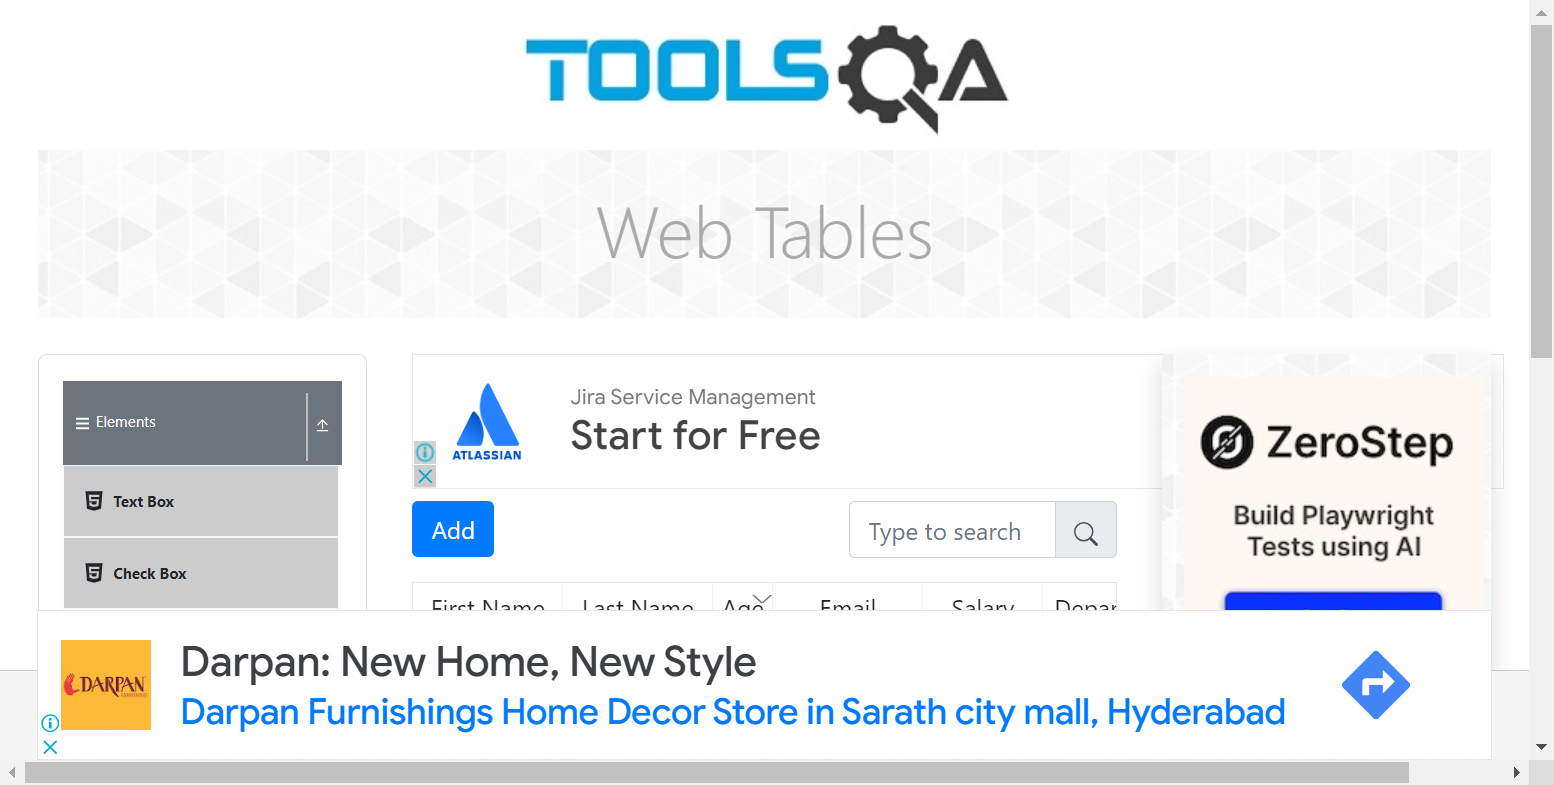 TOOLSQA
Web Tables
Elements
Text Box
Check Box
Jira Service Management
Start for Free
ATLASSIAN
Add
Type to search
First Name Last Name Age Email Salary Depar
ZeroStep
Build Playwright
Tests using AI
DARPAN
Darpan: New Home, New Style
Darpan Furnishings Home Decor Store in Sarath city mall, Hyderabad